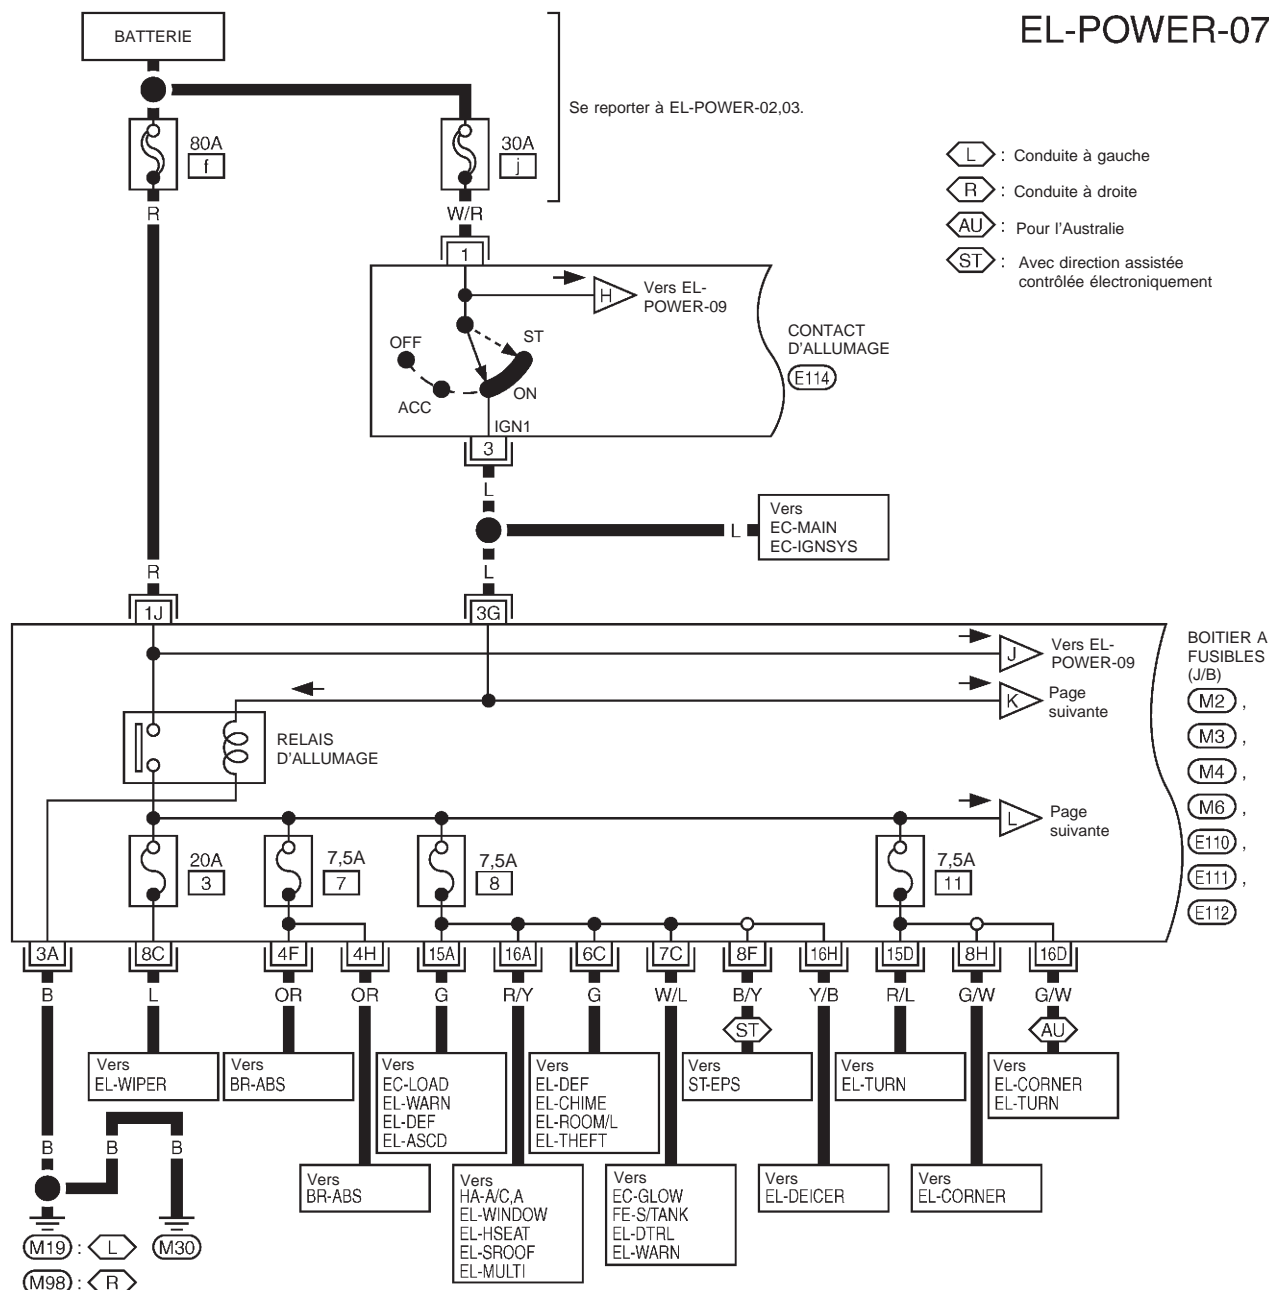 EL-POWER-07
BATTERIE
Se reporter à EL-POWER-02,03.
80A
f
30A
j
L : Conduite à gauche
R : Conduite à droite
AU : Pour l'Australie
ST : Avec direction assistée
contrôlée électroniquement
R
W/R
1
H
Vers EL-
POWER-09
OFF
ST
ACC
ON
IGN1
CONTACT
D'ALLUMAGE
E114
3
L
L
Vers
EC-MAIN
EC-IGNSYS
R
L
1J
3G
J
Vers EL-
POWER-09
K
Page
suivante
BOITIER A
FUSIBLES
(J/B)
M2 ,
M3 ,
M4 ,
M6 ,
E110 ,
E111 ,
E112
RELAIS
D'ALLUMAGE
L
Page
suivante
20A
3
7,5A
7
7,5A
8
7,5A
11
3A 8C 4F 4H 15A 16A 6C 7C 8F 16H 15D 8H 16D
B L OR OR G R/Y G W/L B/Y Y/B R/L G/W G/W
ST
AU
Vers
EL-WIPER
Vers
BR-ABS
Vers
EC-LOAD
EL-WARN
EL-DEF
EL-ASCD
Vers
EL-DEF
EL-CHIME
EL-ROOM/L
EL-THEFT
Vers
ST-EPS
Vers
EL-TURN
Vers
EL-CORNER
EL-TURN
B B B
Vers
BR-ABS
Vers
HA-A/C,A
EL-WINDOW
EL-HSEAT
EL-SROOF
EL-MULTI
Vers
EC-GLOW
FE-S/TANK
EL-DTRL
EL-WARN
Vers
EL-DEICER
Vers
EL-CORNER
M19 : L M30
M98 : R